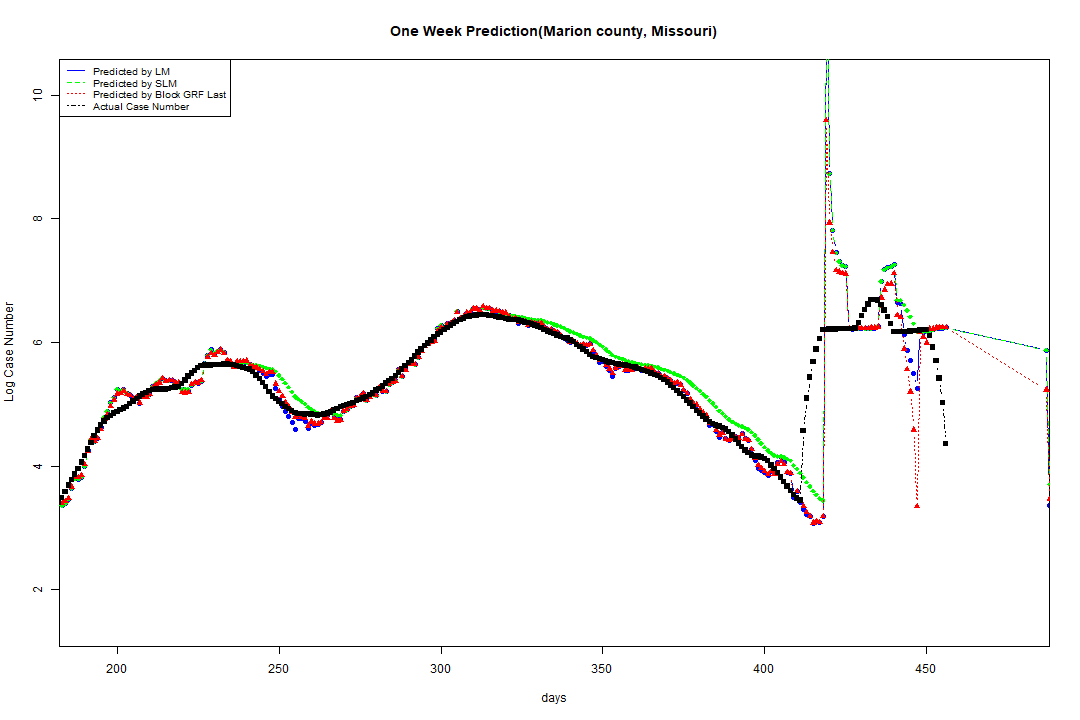 One Week Prediction(Marion county, Missouri)
Predicted by LM
Predicted by SLM
Predicted by Block GRF Last
Actual Case Number
10
8
6
4
2
Log Case Number
200 250 300 350 400 450
days